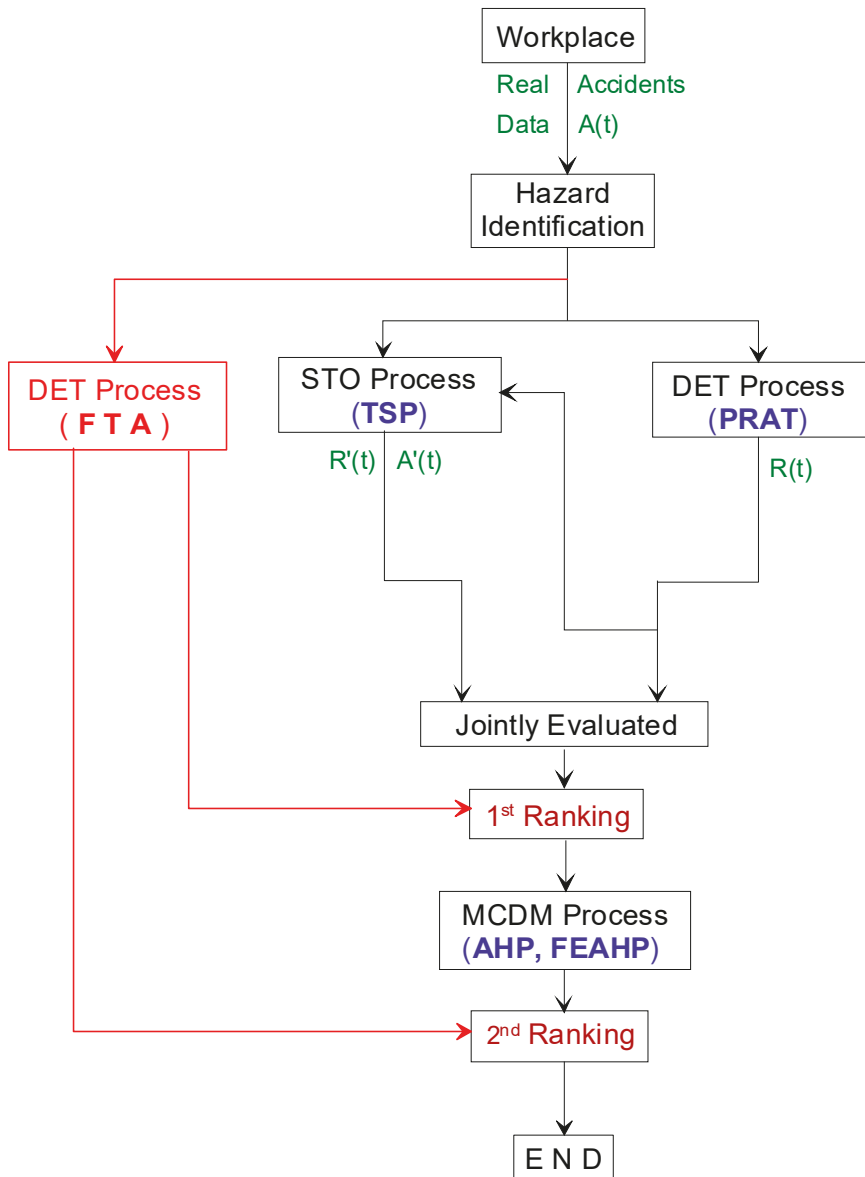 Workplace
Real Accidents
Data A(t)
Hazard
Identification
DET Process
( F T A )
STO Process
(TSP)
DET Process
(PRAT)
R'(t) A'(t)
R(t)
Jointly Evaluated
1st Ranking
MCDM Process
(AHP, FEAHP)
2nd Ranking
E N D